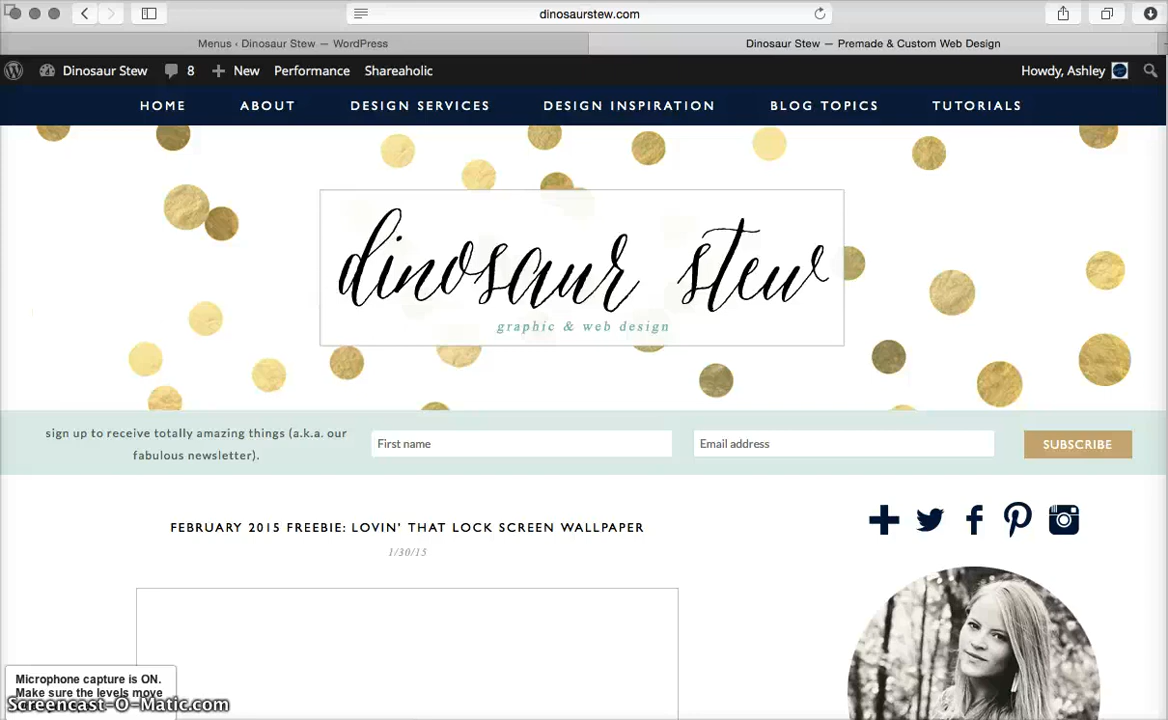 dinosaurstew.com
Menus ‹ Dinosaur Stew — WordPress
Dinosaur Stew — Premade & Custom Web Design
Dinosaur Stew 8 New Performance Shareaholic Howdy, Ashley
HOME ABOUT DESIGN SERVICES DESIGN INSPIRATION BLOG TOPICS TUTORIALS
dinosaur stew
graphic & web design
sign up to receive totally amazing things (a.k.a. our
fabulous newsletter).
First name
Email address
SUBSCRIBE
FEBRUARY 2015 FREEBIE: LOVIN' THAT LOCK SCREEN WALLPAPER
1/30/15
Microphone capture is ON.
Make sure the levels move
Screencast-O-Matic.com